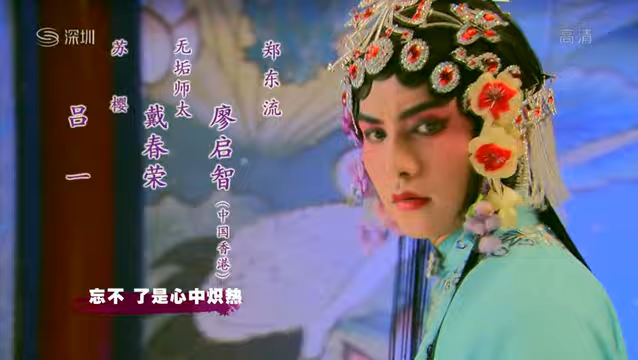 深圳
高清
郑东流
廖启智
(中国香港)
无垢师太
戴春荣
苏樱
吕一
忘不 了是心中炽热